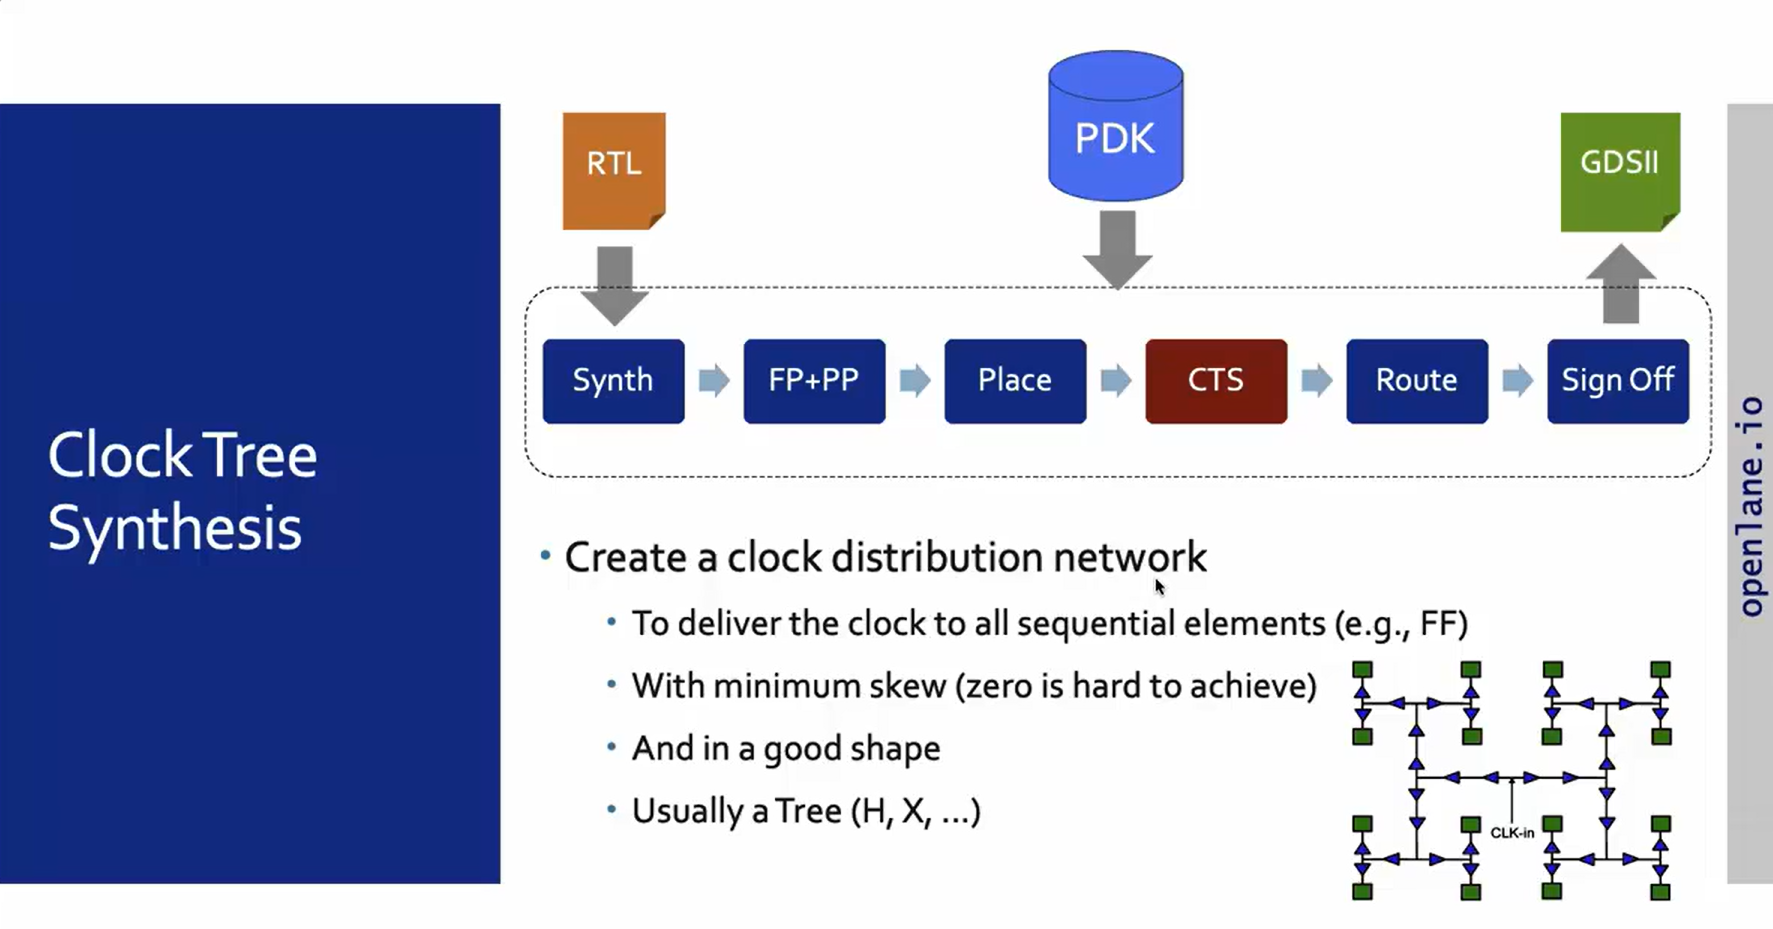 RTL
PDK
GDSII
Synth
FP+PP
Place
CTS
Route
Sign Off
Clock Tree
Synthesis
• Create a clock distribution network
• To deliver the clock to all sequential elements (e.g., FF)
• With minimum skew (zero is hard to achieve)
• And in a good shape
• Usually a Tree (H, X, ...)
CLK-in
openlane.io